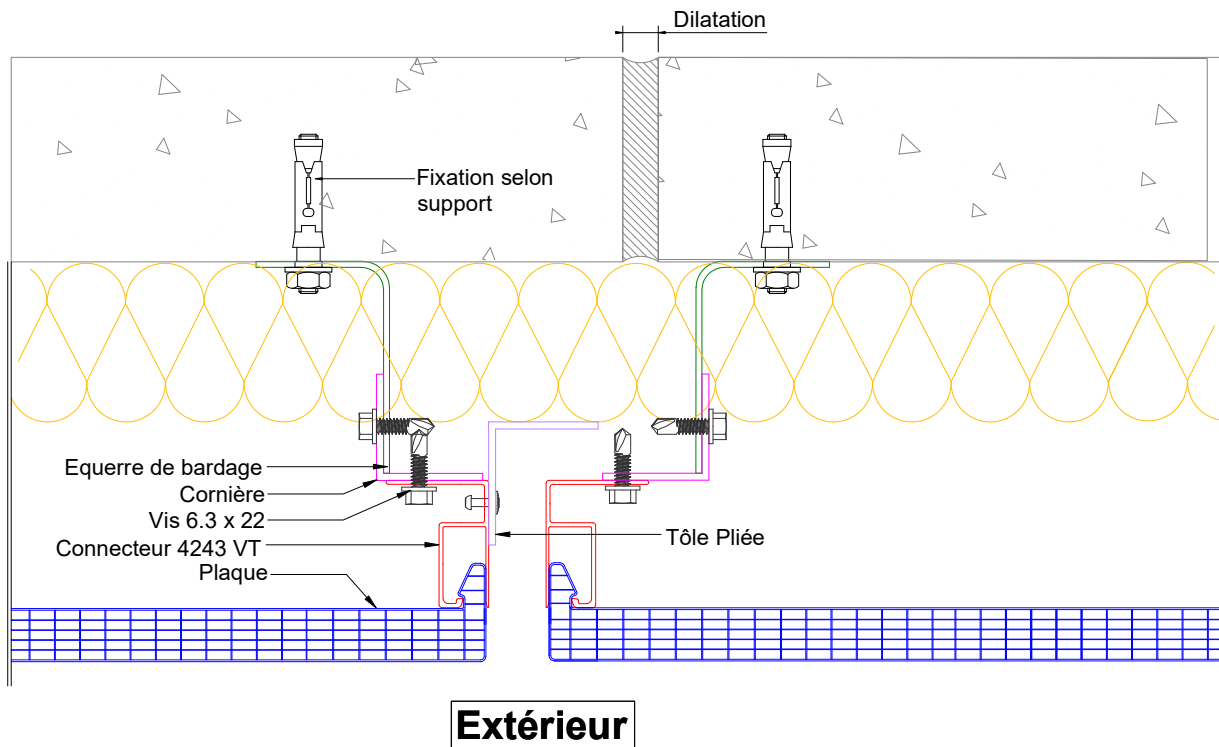 Dilatation
Fixation selon
support
Equerre de bardage
Cornière
Vis 6.3 x 22
Connecteur 4243 VT
Tôle Pliée
Plaque
Extérieur